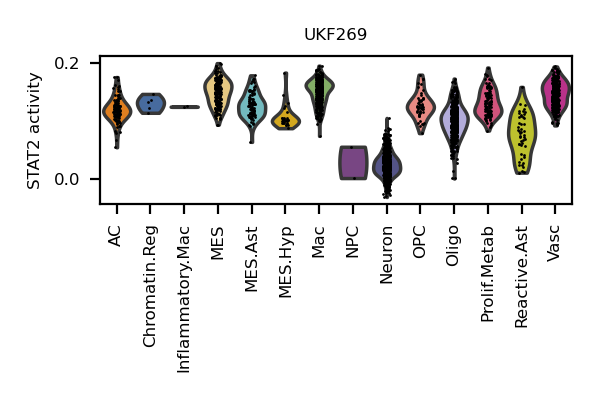 UKF269
STAT2 activity
0.2
0.0
AC
Chromatin.Reg
Inflammatory.Mac
MES
MES.Ast
MES.Hyp
Mac
NPC
Neuron
OPC
Oligo
Prolif.Metab
Reactive.Ast
Vasc